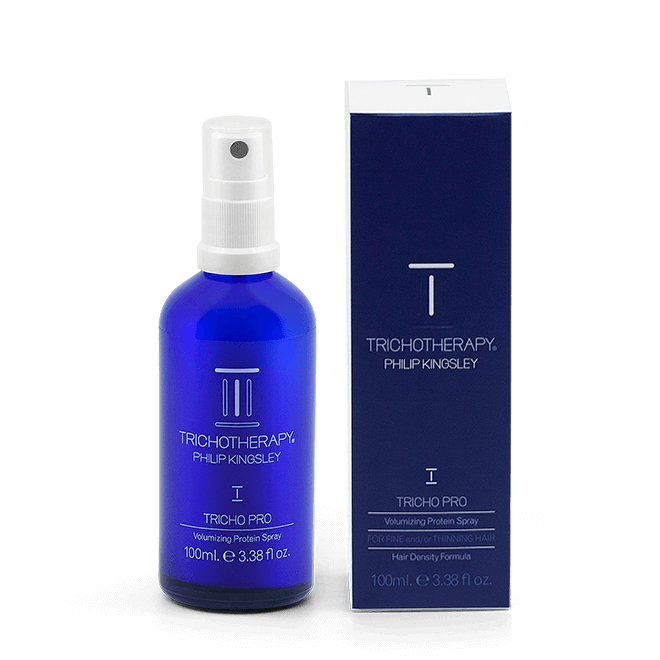 TRICHOTHERAPY®
PHILIP KINGSLEY
I
TRICHO PRO
Volumizing Protein Spray
100ml. ℮ 3.38 fl oz.
I
T
TRICHOTHERAPY®
PHILIP KINGSLEY
I
TRICHO PRO
Volumizing Protein Spray
FOR FINE and/or THINNING HAIR
Hair Density Formula
100ml. ℮ 3.38 fl. oz.